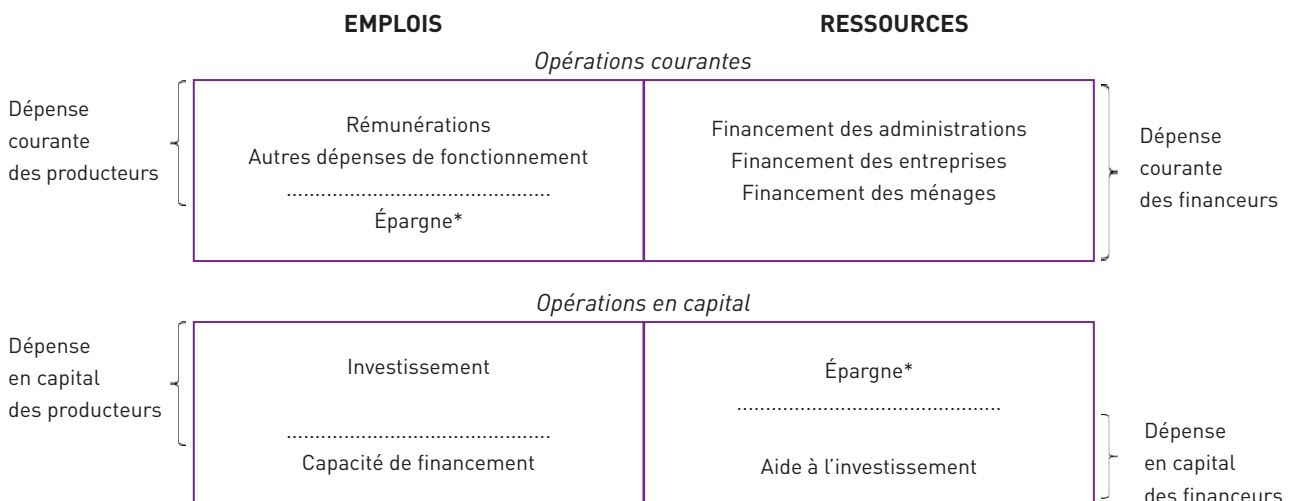 EMPLOIS
RESSOURCES
Opérations courantes
Dépense
courante
des producteurs
Rémunérations
Autres dépenses de fonctionnement
..............................................
Épargne*
Financement des administrations
Financement des entreprises
Financement des ménages
Dépense
courante
des financeurs
Opérations en capital
Dépense
en capital
des producteurs
Investissement
..............................................
Capacité de financement
Épargne*
..............................................
Aide à l'investissement
Dépense
en capital
des financeurs